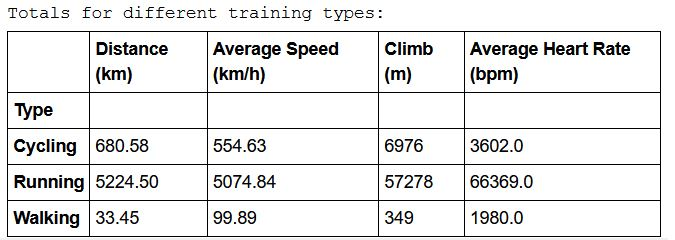 Totals for different training types:
Distance (km) Average Speed (km/h) Climb (m) Average Heart Rate (bpm)
Type
Cycling 680.58 554.63 6976 3602.0
Running 5224.50 5074.84 57278 66369.0
Walking 33.45 99.89 349 1980.0